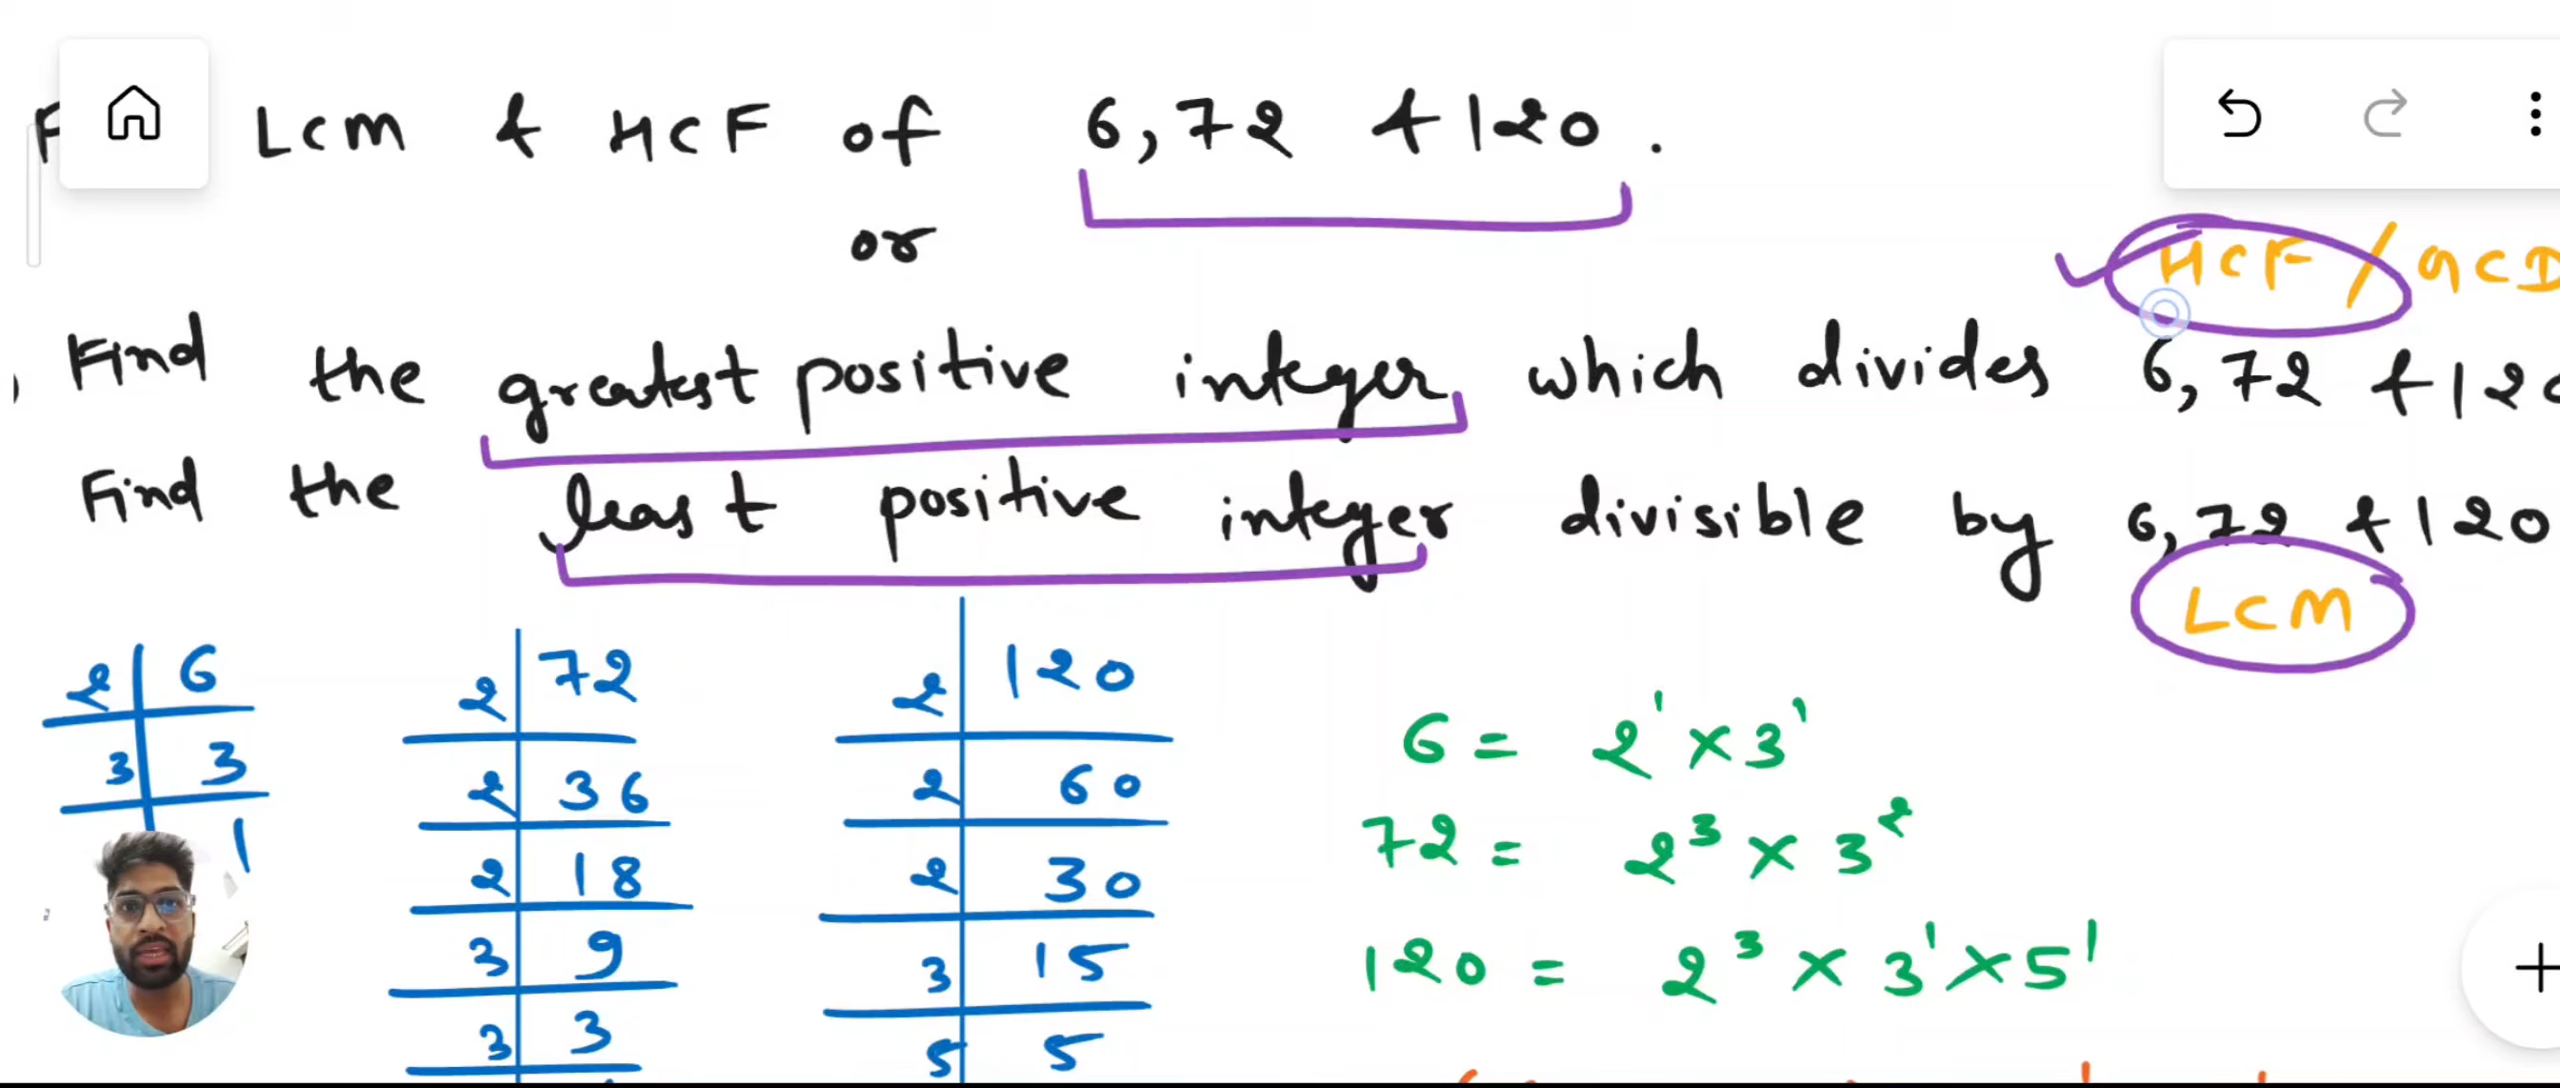 F LCM & HCF of 6, 72 & 120.
or
HCF / GCD
, Find the greatest positive integer which divides 6, 72 & 120
Find the least positive integer divisible by 6, 72 & 120
LCM
2 | 6
3 | 3
1
2 | 72
2 | 36
2 | 18
3 | 9
3 | 3
2 | 120
2 | 60
2 | 30
3 | 15
5 | 5
6 = 2¹ × 3¹
72 = 2³ × 3²
120 = 2³ × 3¹ × 5¹